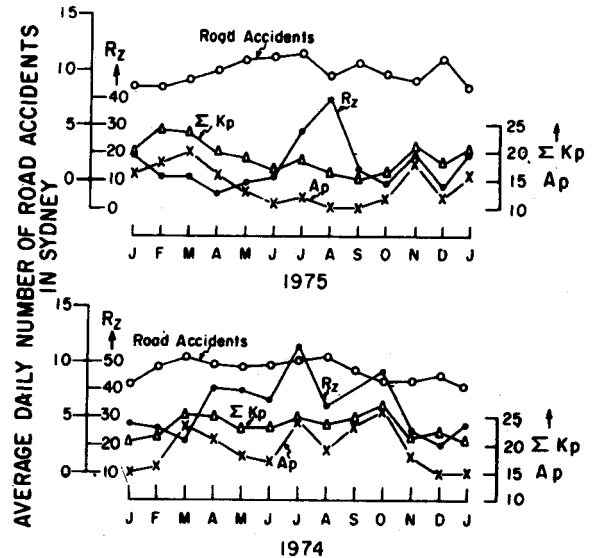 AVERAGE DAILY NUMBER OF ROAD ACCIDENTS
IN SYDNEY
15
Rz
Road Accidents
10
40
Rz
5
30
Σ Kp
25
20
20 Σ Kp
0
10
Ap
15 Ap
0
10
J F M A M J J A S O N D J
1975
15
Rz
Road Accidents
10
50
40
Rz
5
30
Σ Kp
25
20
20 Σ Kp
0
10
Ap
15 Ap
10
J F M A M J J A S O N D J
1974